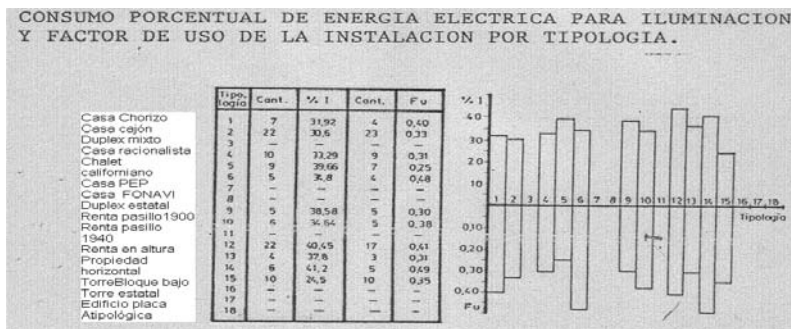 CONSUMO PORCENTUAL DE ENERGIA ELECTRICA PARA ILUMINACION
Y FACTOR DE USO DE LA INSTALACION POR TIPOLOGIA.
Casa Chorizo
Casa cajón
Duplex mixto
Casa racionalista
Chalet
californiano
Casa PEP
Casa FONAVI
Duplex estatal
Renta pasillo1900
Renta pasillo
1940
Renta en altura
Propiedad
horizontal
TorreBloque bajo
Torre estatal
Edificio placa
Atipológica
Tipo. logía Cant. % I Cant. Fu
1 7 31,92 4 0,40
2 22 30,6 23 0,33
3 — — — —
4 10 33,29 9 0,31
5 9 39,66 7 0,25
6 5 34,8 4 0,48
7 — — — —
8 — — — —
9 5 38,58 5 0,30
10 6 34,64 5 0,38
11 — — — —
12 22 40,45 17 0,41
13 4 37,8 3 0,31
14 6 41,2 5 0,49
15 10 24,5 10 0,35
16 — — — —
17 — — — —
18 — — — —
% I
40
30
20
10
1 2 3 4 5 6 7 8 9 10 11 12 13 14 15 16 17 18
Tipología
0,10
0,20
0,30
0,40
Fu